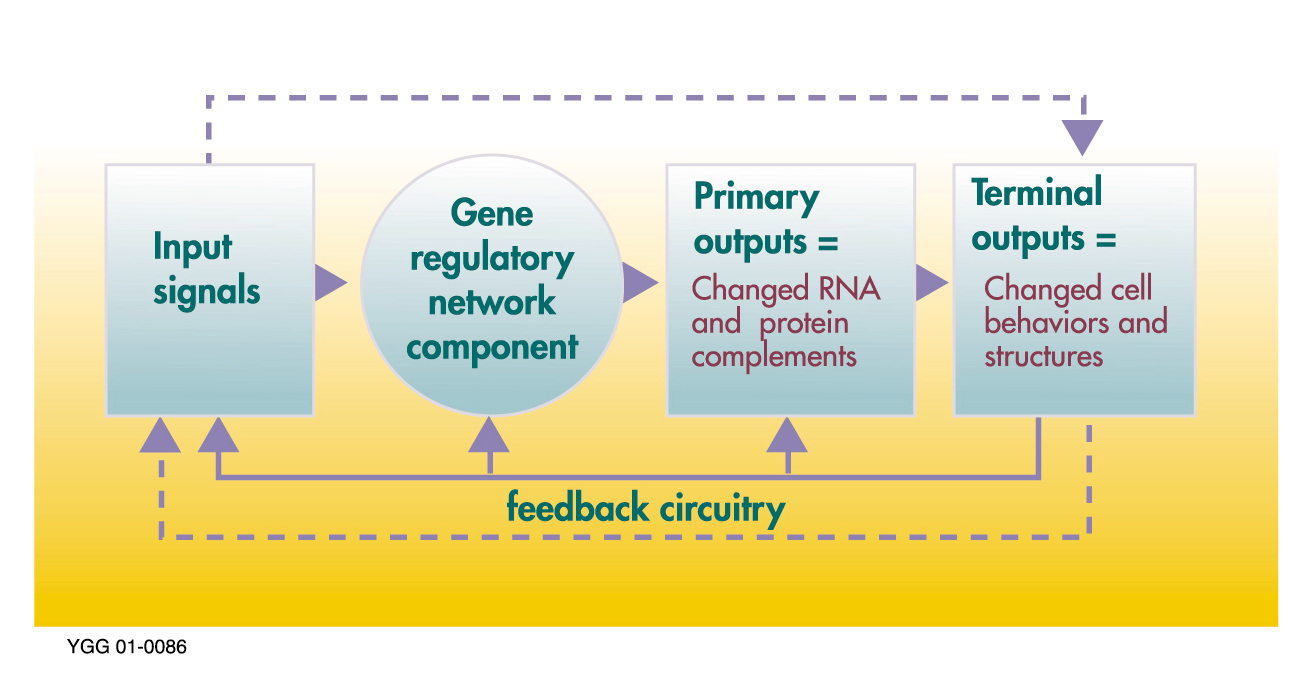 Input
signals
Gene
regulatory
network
component
Primary
outputs =
Changed RNA
and protein
complements
Terminal
outputs =
Changed cell
behaviors and
structures
feedback circuitry
YGG 01-0086